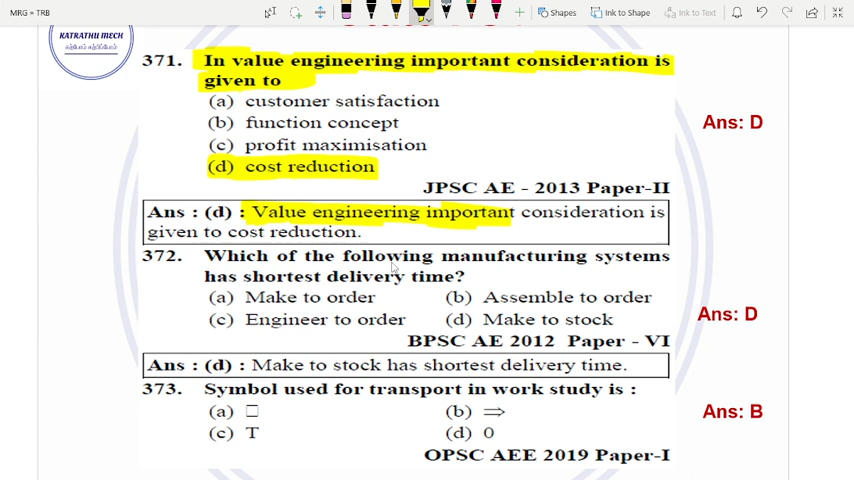 MRG » TRB
Shapes
Ink to Shape
Ink to Text
KATRATHU MECH
கற்போம் கற்பிப்போம்
371. In value engineering important consideration is
given to
(a) customer satisfaction
(b) function concept
(c) profit maximisation
(d) cost reduction
Ans: D
JPSC AE - 2013 Paper-II
Ans : (d) : Value engineering important consideration is
given to cost reduction.
372. Which of the following manufacturing systems
has shortest delivery time?
(a) Make to order (b) Assemble to order
(c) Engineer to order (d) Make to stock
Ans: D
BPSC AE 2012 Paper - VI
Ans : (d) : Make to stock has shortest delivery time.
373. Symbol used for transport in work study is :
(a) □ (b) ⇒
Ans: B
(c) T (d) 0
OPSC AEE 2019 Paper-I